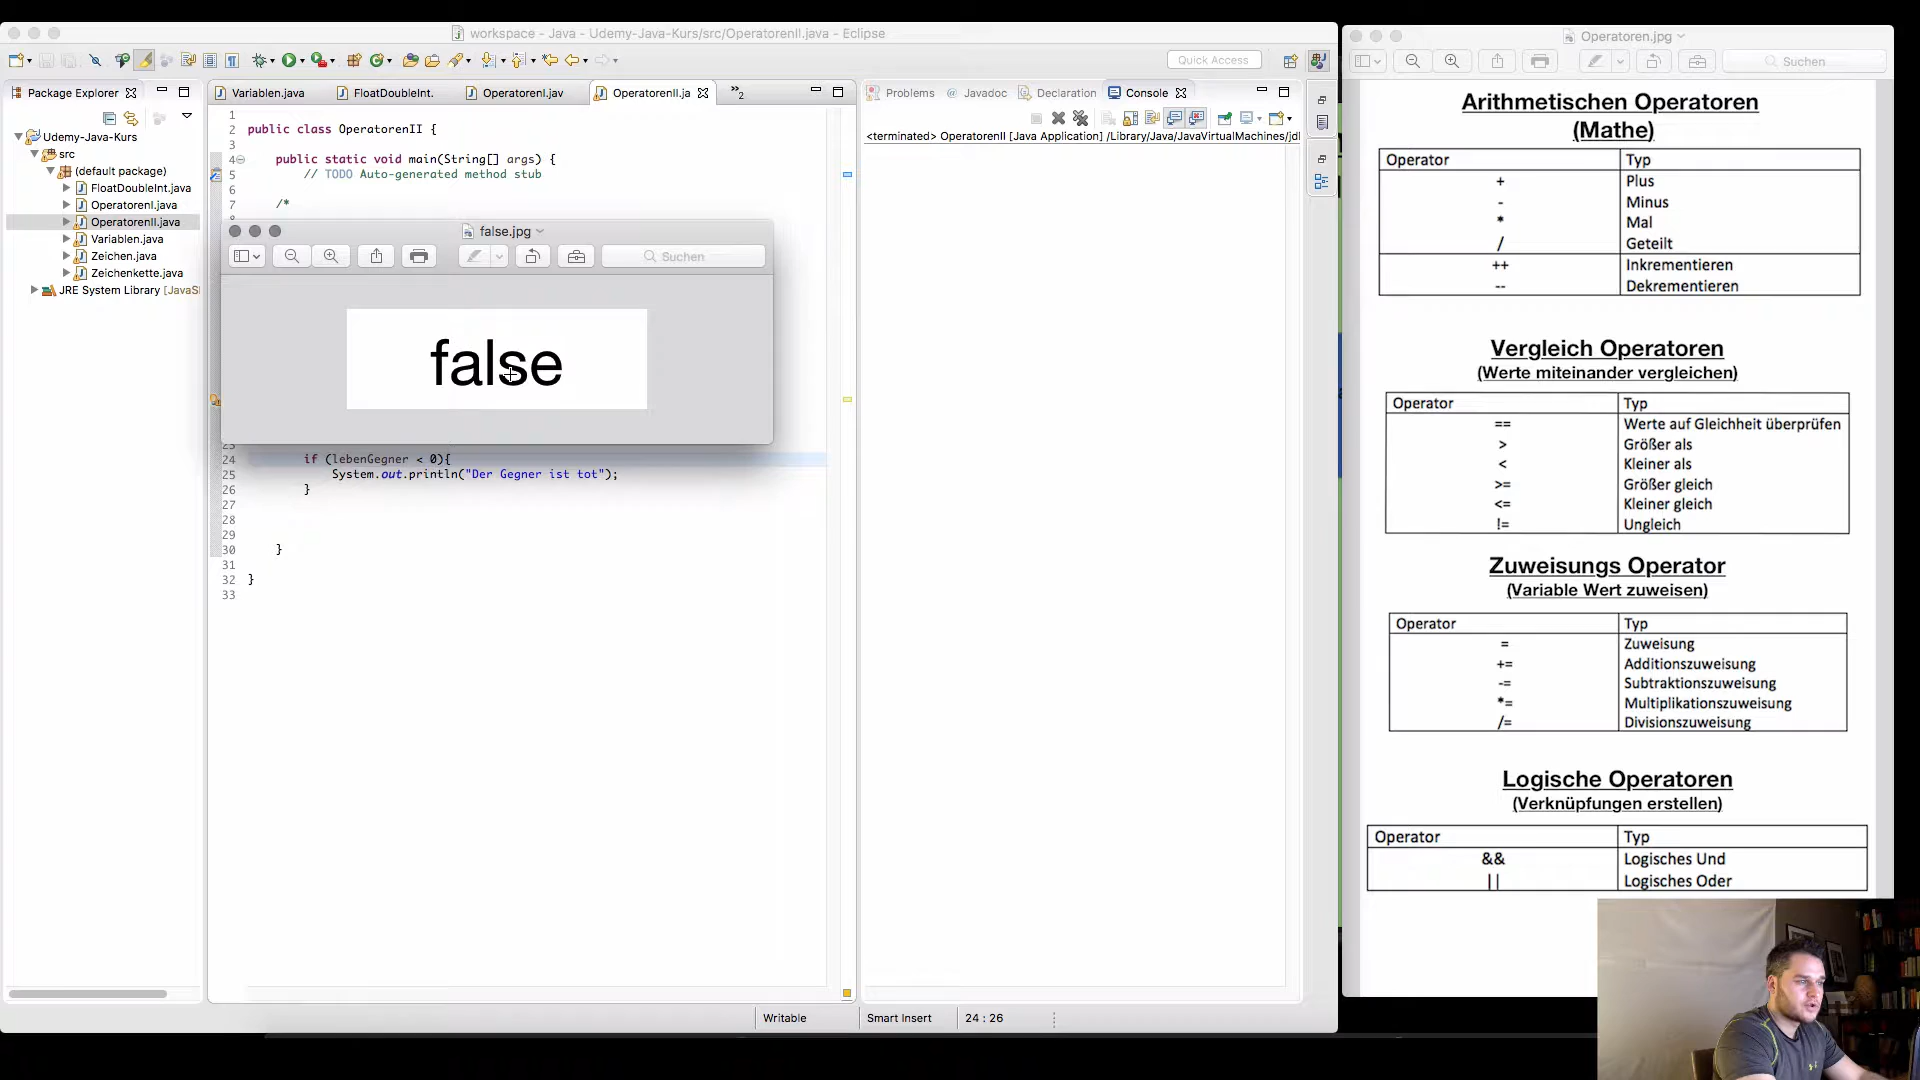 workspace - Java - Udemy-Java-Kurs/src/OperatorenII.java - Eclipse
Quick Access
Package Explorer
Udemy-Java-Kurs
src
(default package)
FloatDoubleInt.java
OperatorenI.java
OperatorenII.java
Variablen.java
Zeichen.java
Zeichenkette.java
JRE System Library [JavaS
Variablen.java
FloatDoubleInt.
OperatorenI.jav
OperatorenII.ja
»2
1
2 public class OperatorenII {
3
4 public static void main(String[] args) {
5 // TODO Auto-generated method stub
6
7 /*
false.jpg
Suchen
false
23
24 if (lebenGegner < 0){
25 System.out.println("Der Gegner ist tot");
26 }
27
28
29
30 }
31
32 }
33
Problems
Javadoc
Declaration
Console
<terminated> OperatorenII [Java Application] /Library/Java/JavaVirtualMachines/jd
Writable
Smart Insert
24 : 26
Operatoren.jpg
Suchen
Arithmetischen Operatoren
(Mathe)
Operator Typ
+ Plus
- Minus
* Mal
/ Geteilt
++ Inkrementieren
-- Dekrementieren
Vergleich Operatoren
(Werte miteinander vergleichen)
Operator Typ
== Werte auf Gleichheit überprüfen
> Größer als
< Kleiner als
>= Größer gleich
<= Kleiner gleich
!= Ungleich
Zuweisungs Operator
(Variable Wert zuweisen)
Operator Typ
= Zuweisung
+= Additionszuweisung
-= Subtraktionszuweisung
*= Multiplikationszuweisung
/= Divisionszuweisung
Logische Operatoren
(Verknüpfungen erstellen)
Operator Typ
&& Logisches Und
|| Logisches Oder